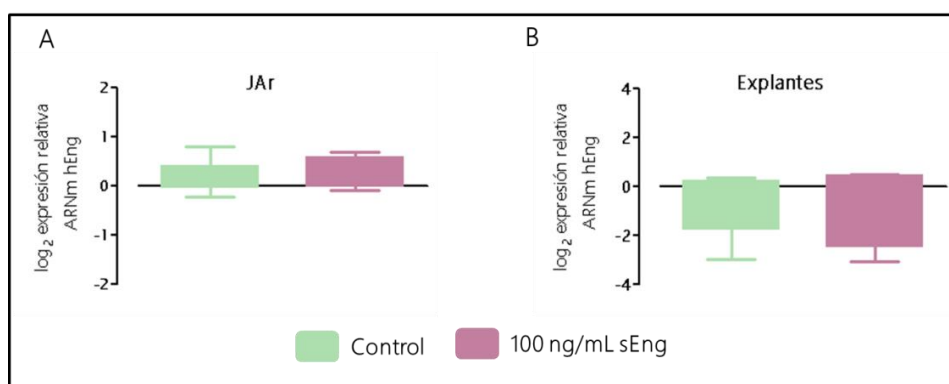 A
JAr
log2 expresión relativa
ARNm hEng
2
1
0
-1
-2
B
Explantes
log2 expresión relativa
ARNm hEng
4
2
0
-2
-4
Control
100 ng/mL sEng